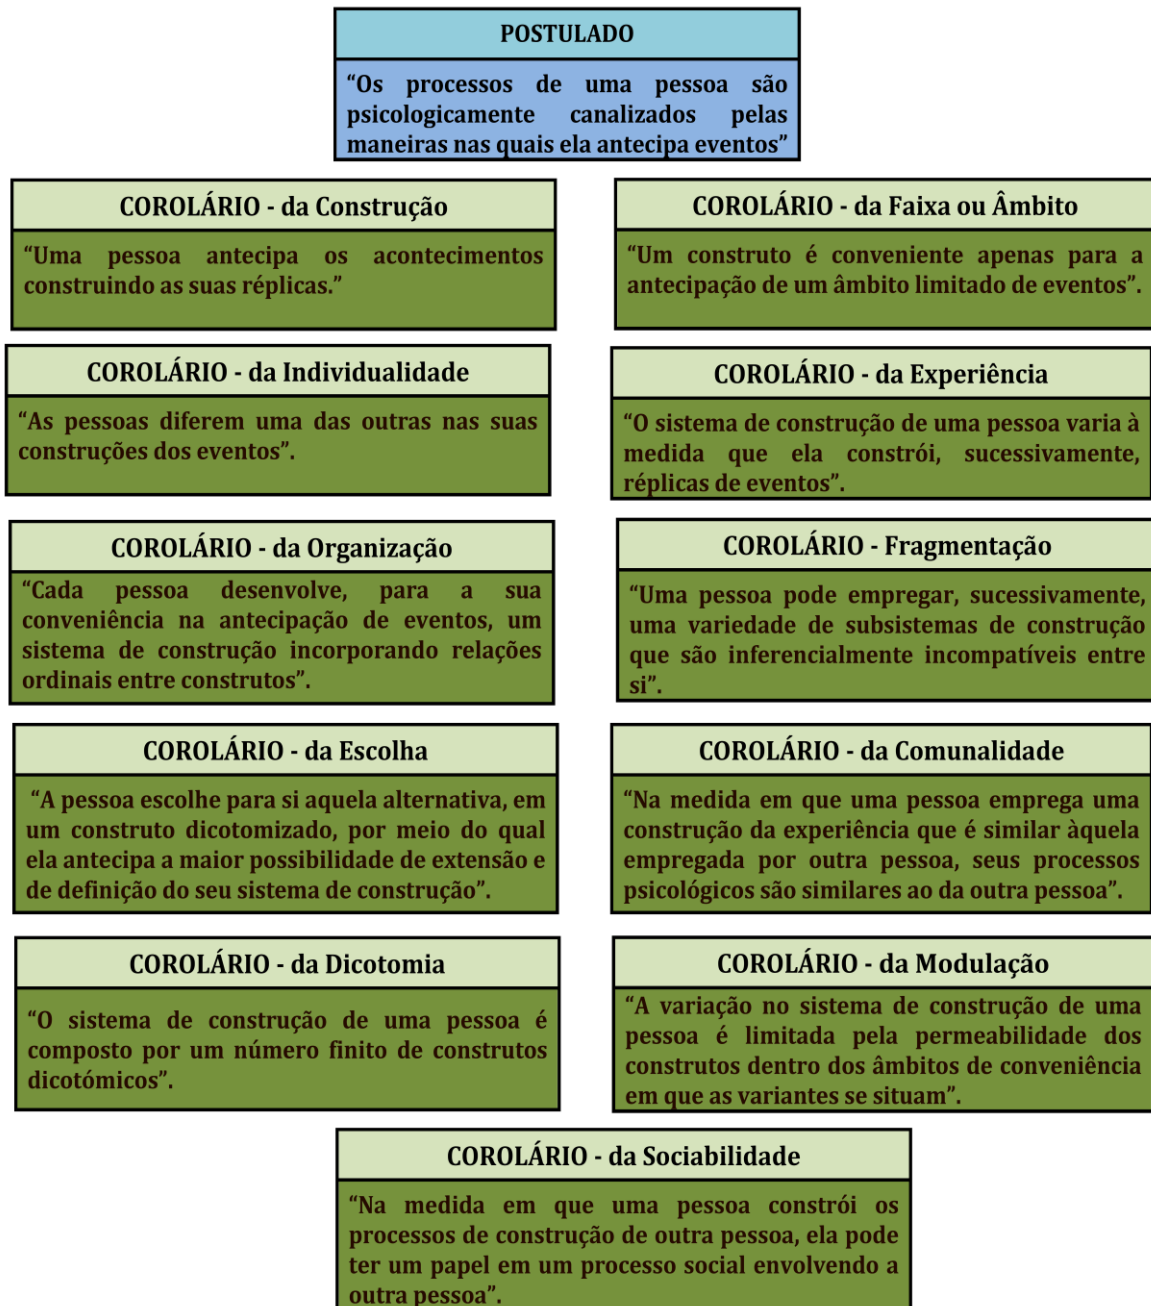 POSTULADO
“Os processos de uma pessoa são
psicologicamente canalizados pelas
maneiras nas quais ela antecipa eventos”
COROLÁRIO - da Construção
“Uma pessoa antecipa os acontecimentos
construindo as suas réplicas.”
COROLÁRIO - da Faixa ou Âmbito
“Um construto é conveniente apenas para a
antecipação de um âmbito limitado de eventos”.
COROLÁRIO - da Individualidade
“As pessoas diferem uma das outras nas suas
construções dos eventos”.
COROLÁRIO - da Experiência
“O sistema de construção de uma pessoa varia à
medida que ela constrói, sucessivamente,
réplicas de eventos”.
COROLÁRIO - da Organização
“Cada pessoa desenvolve, para a sua
conveniência na antecipação de eventos, um
sistema de construção incorporando relações
ordinais entre construtos”.
COROLÁRIO - Fragmentação
“Uma pessoa pode empregar, sucessivamente,
uma variedade de subsistemas de construção
que são inferencialmente incompatíveis entre
si”.
COROLÁRIO - da Escolha
“A pessoa escolhe para si aquela alternativa, em
um construto dicotomizado, por meio do qual
ela antecipa a maior possibilidade de extensão e
de definição do seu sistema de construção”.
COROLÁRIO - da Comunalidade
“Na medida em que uma pessoa emprega uma
construção da experiência que é similar àquela
empregada por outra pessoa, seus processos
psicológicos são similares ao da outra pessoa”.
COROLÁRIO - da Dicotomia
“O sistema de construção de uma pessoa é
composto por um número finito de construtos
dicotómicos”.
COROLÁRIO - da Modulação
“A variação no sistema de construção de uma
pessoa é limitada pela permeabilidade dos
construtos dentro dos âmbitos de conveniência
em que as variantes se situam”.
COROLÁRIO - da Sociabilidade
“Na medida em que uma pessoa constrói os
processos de construção de outra pessoa, ela pode
ter um papel em um processo social envolvendo a
outra pessoa”.